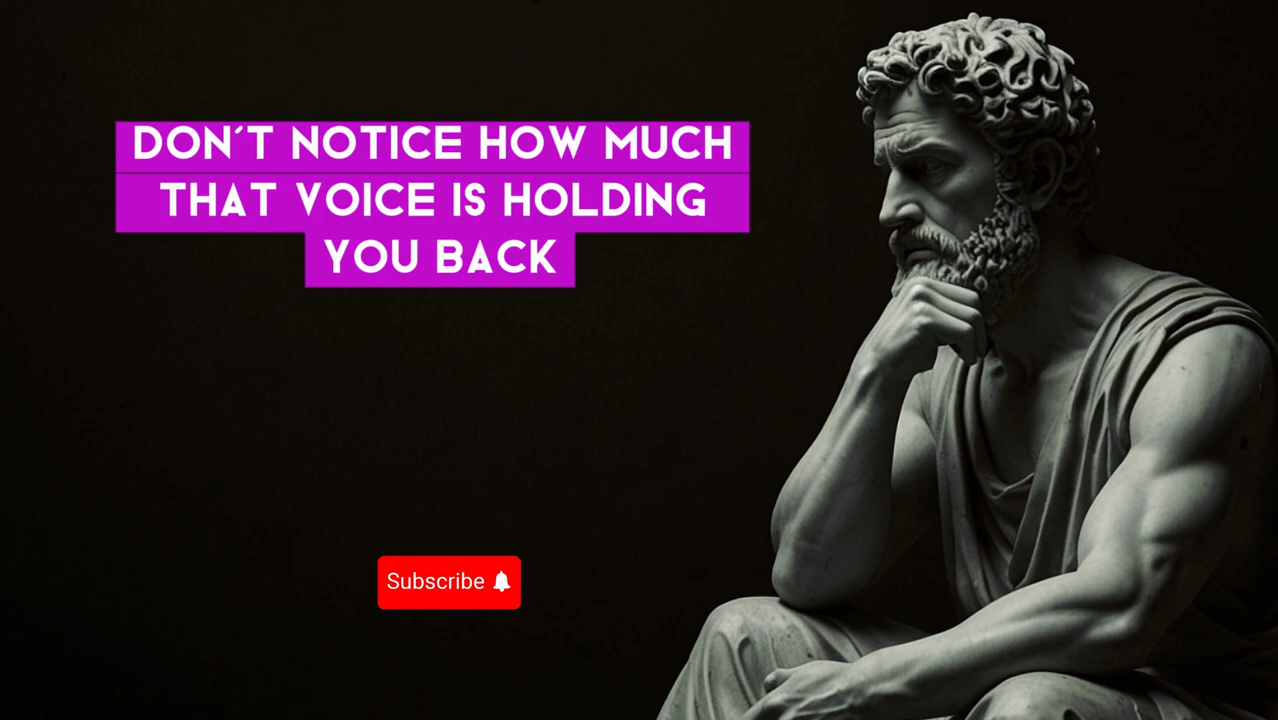 DON'T NOTICE HOW MUCH
THAT VOICE IS HOLDING
YOU BACK
Subscribe